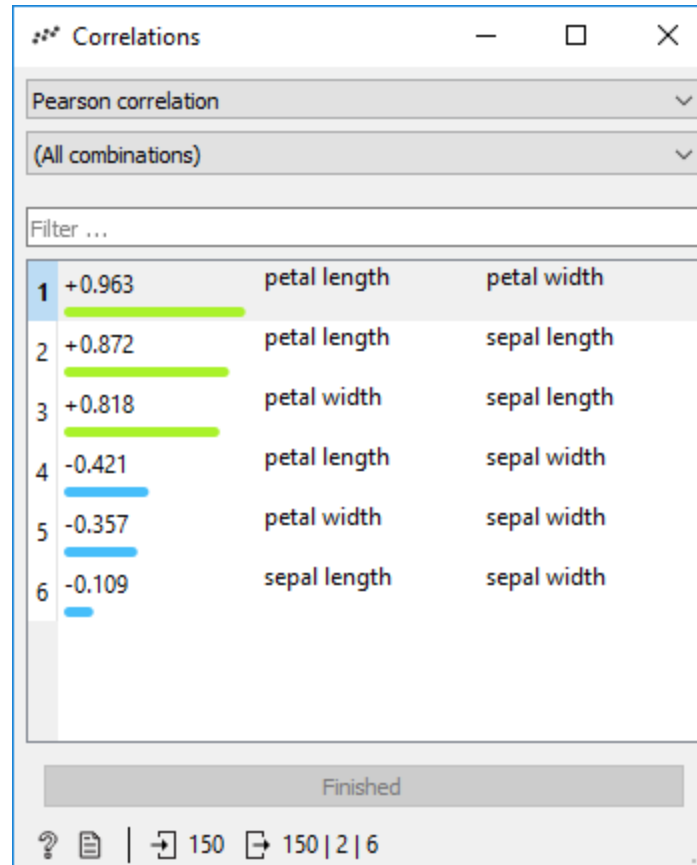 Correlations
Pearson correlation
(All combinations)
Filter ...
1 +0.963 petal length petal width
2 +0.872 petal length sepal length
3 +0.818 petal width sepal length
4 -0.421 petal length sepal width
5 -0.357 petal width sepal width
6 -0.109 sepal length sepal width
Finished
? 150 150 | 2 | 6